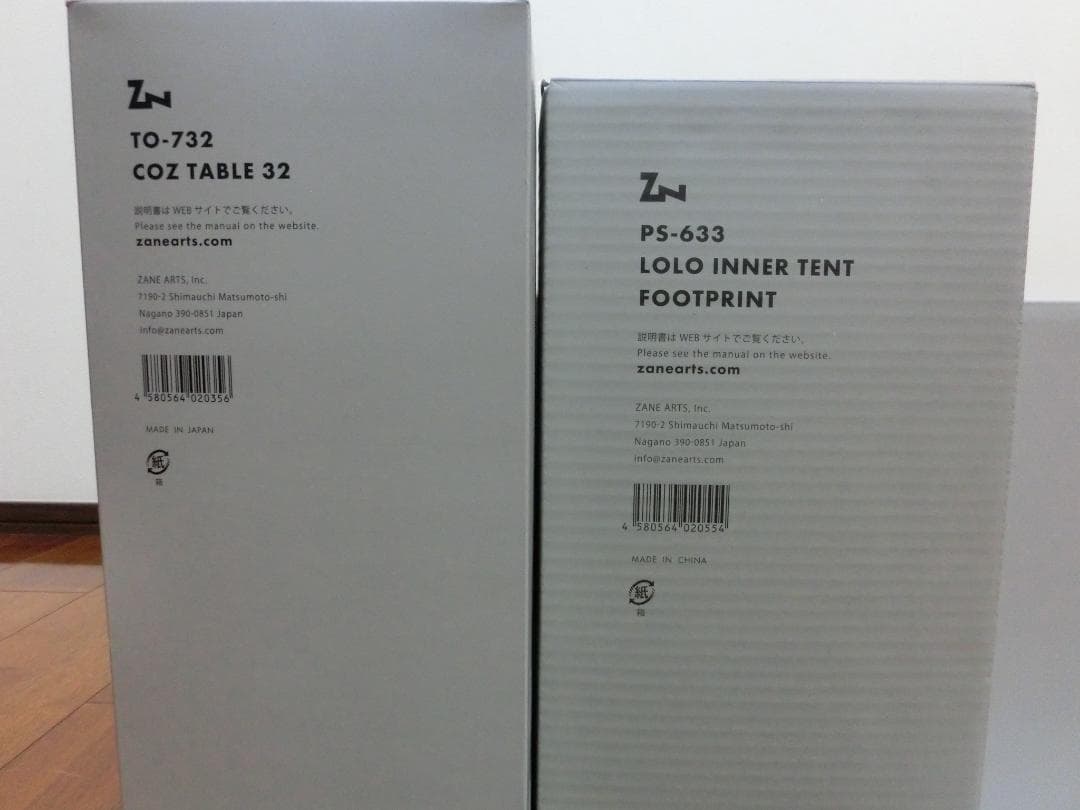 ZN
TO-732
COZ TABLE 32
説明書は WEB サイトでご覧ください。
Please see the manual on the website.
zanearts.com
ZANE ARTS, Inc.
7190-2 Shimauchi Matsumoto-shi
Nagano 390-0851 Japan
info@zanearts.com
4 580564 020356
MADE IN JAPAN
紙
箱
ZN
PS-633
LOLO INNER TENT
FOOTPRINT
説明書は WEB サイトでご覧ください。
Please see the manual on the website.
zanearts.com
ZANE ARTS, Inc.
7190-2 Shimauchi Matsumoto-shi
Nagano 390-0851 Japan
info@zanearts.com
4 580564 020554
MADE IN CHINA
紙
箱